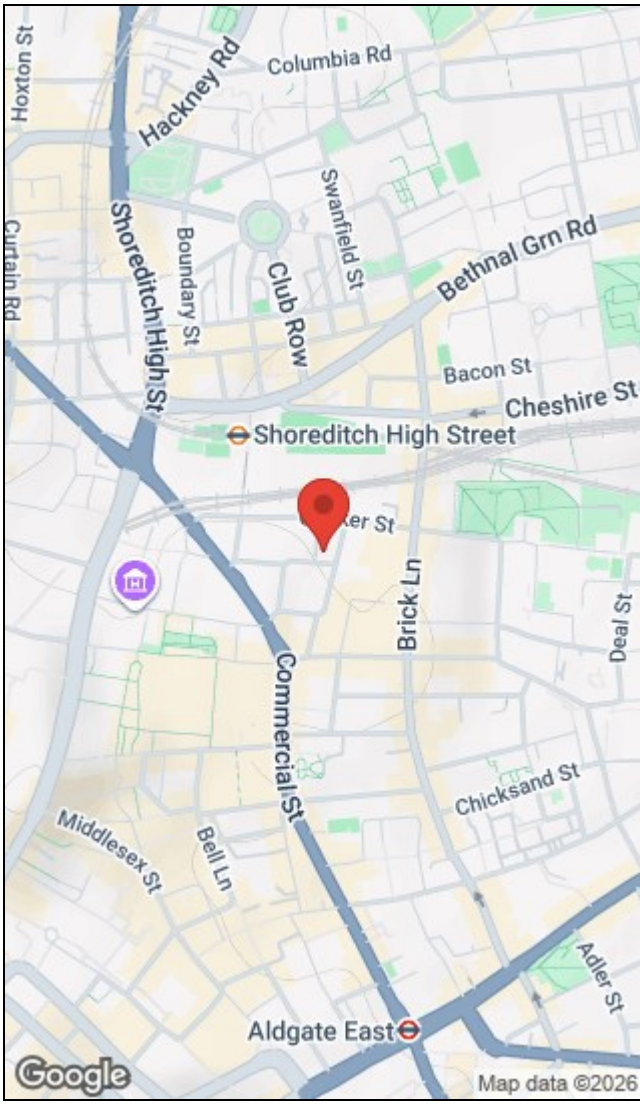 Hoxton St
Columbia Rd
Hackney Rd
Swanfield St
Curtain Rd
Shoreditch High St
Boundary St
Club Row
Bethnal Grn Rd
Bacon St
Cheshire St
Shoreditch High Street
St
Brick Ln
Deal St
Commercial St
Chicksand St
Middlesex St
Bell Ln
Adler St
Aldgate East
Google
Map data ©2026